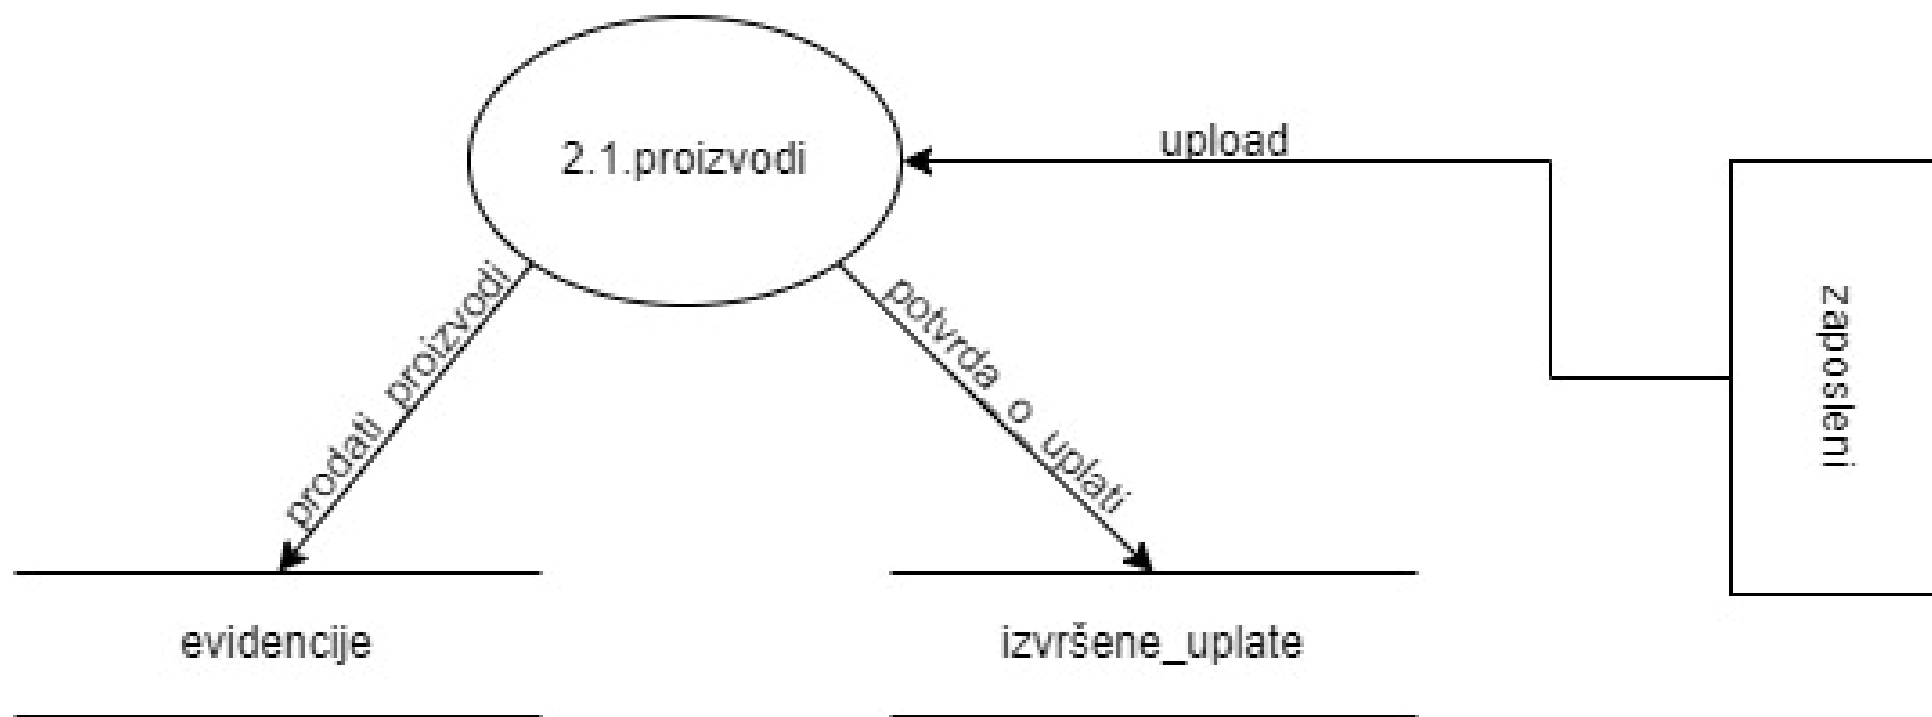 2.1.proizvodi
upload
zaposleni
prodati_proizvodi
potvrda_o_uplati
evidencije
izvršene_uplate